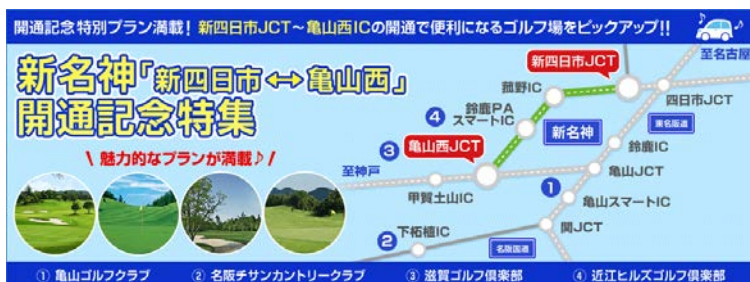 開通記念特別プラン満載! 新四日市JCT～亀山西ICの開通で便利になるゴルフ場をピックアップ!!
新名神「新四日市⇔亀山西」
開通記念特集
\ 魅力的なプランが満載♪ /
至名古屋
新四日市JCT
菰野IC
四日市JCT
鈴鹿PA
スマートIC
④
新名神
東名阪道
鈴鹿IC
③
亀山西JCT
至神戸
亀山JCT
甲賀土山IC
①
亀山スマートIC
関JCT
②
下柘植IC
名阪国道
① 亀山ゴルフクラブ ② 名阪チサンカントリークラブ ③ 滋賀ゴルフ倶楽部 ④ 近江ヒルズゴルフ倶楽部